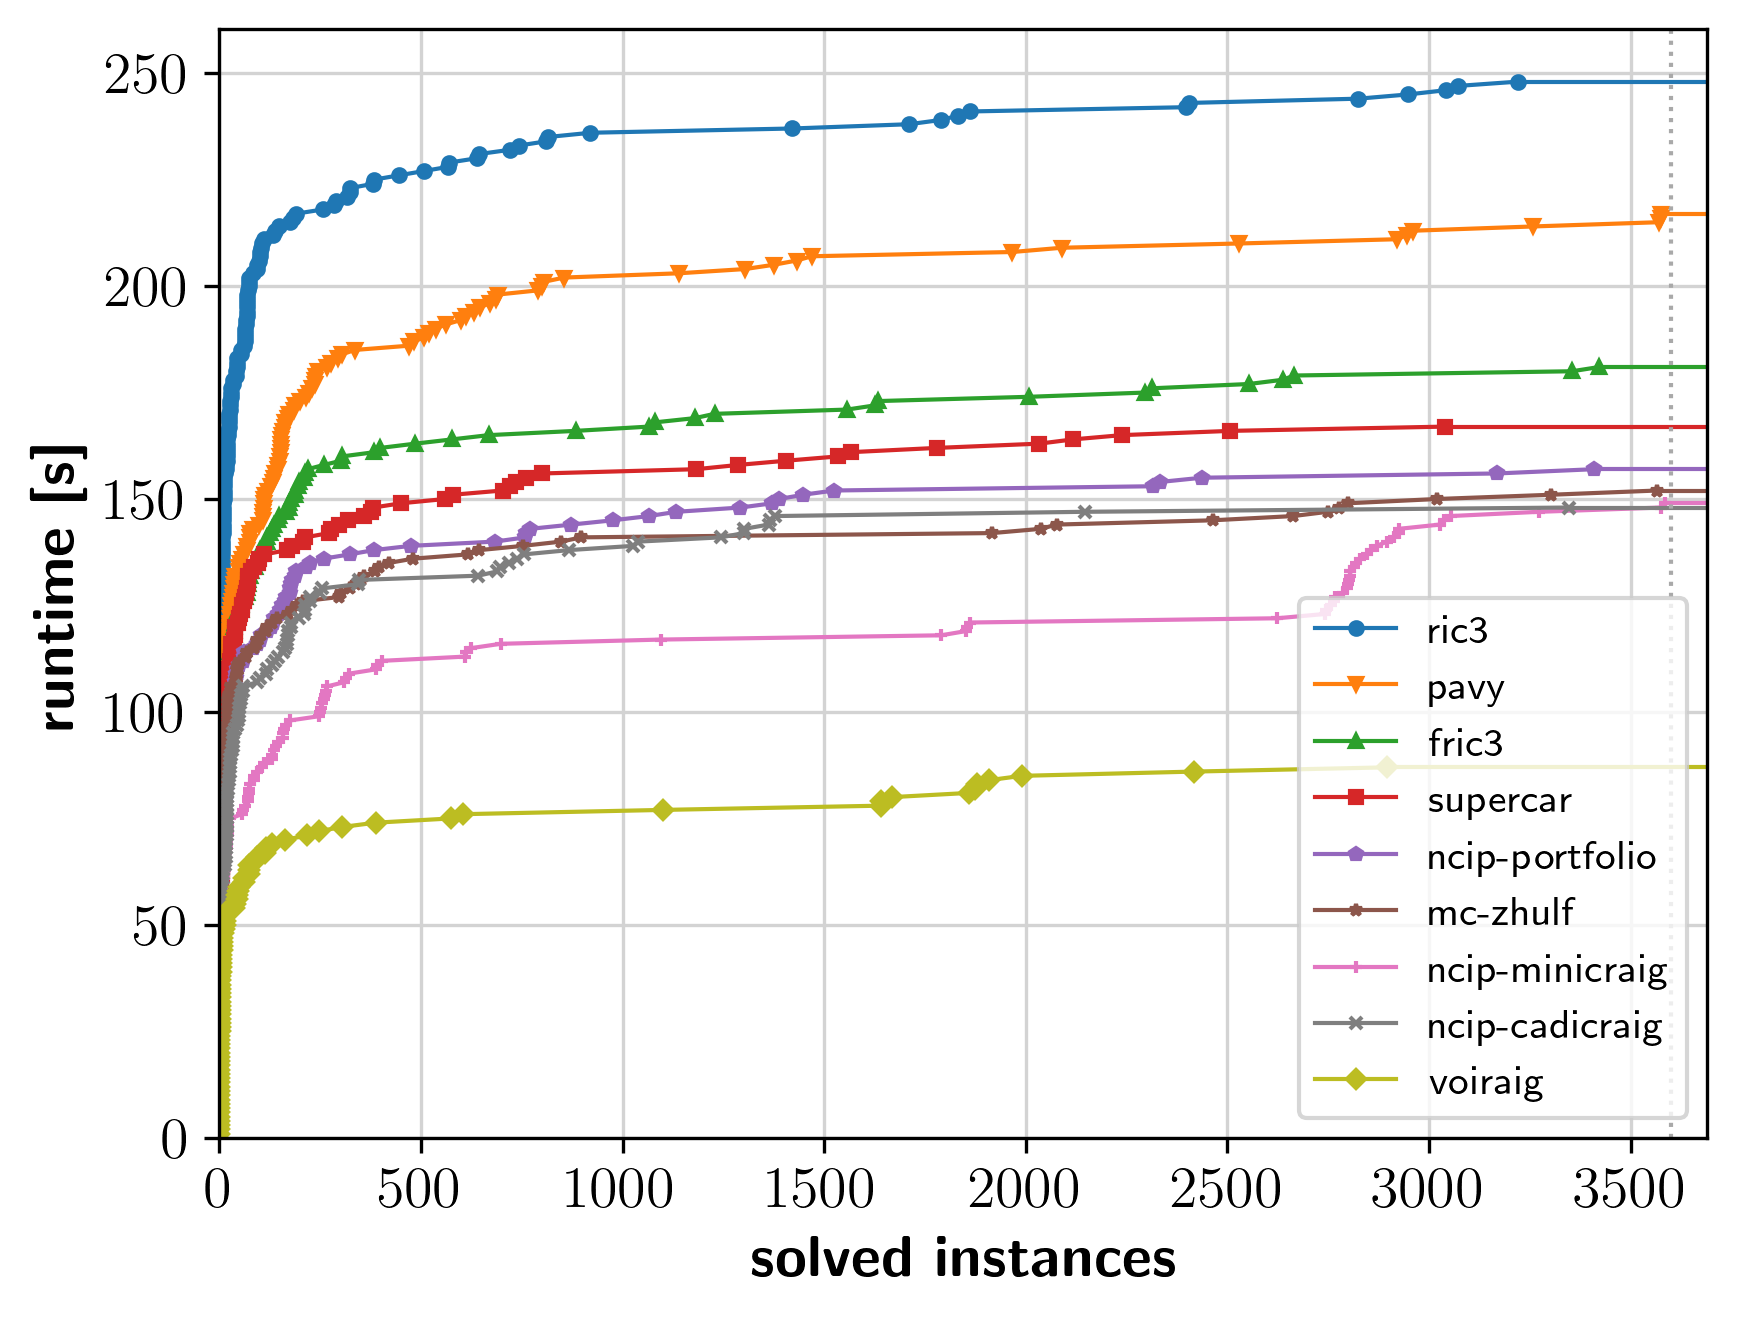 250
200
150
100
50
0
runtime [s]
0 500 1000 1500 2000 2500 3000 3500
solved instances
ric3
pavy
fric3
supercar
ncip-portfolio
mc-zhulf
ncip-minicraig
ncip-cadicraig
voiraig